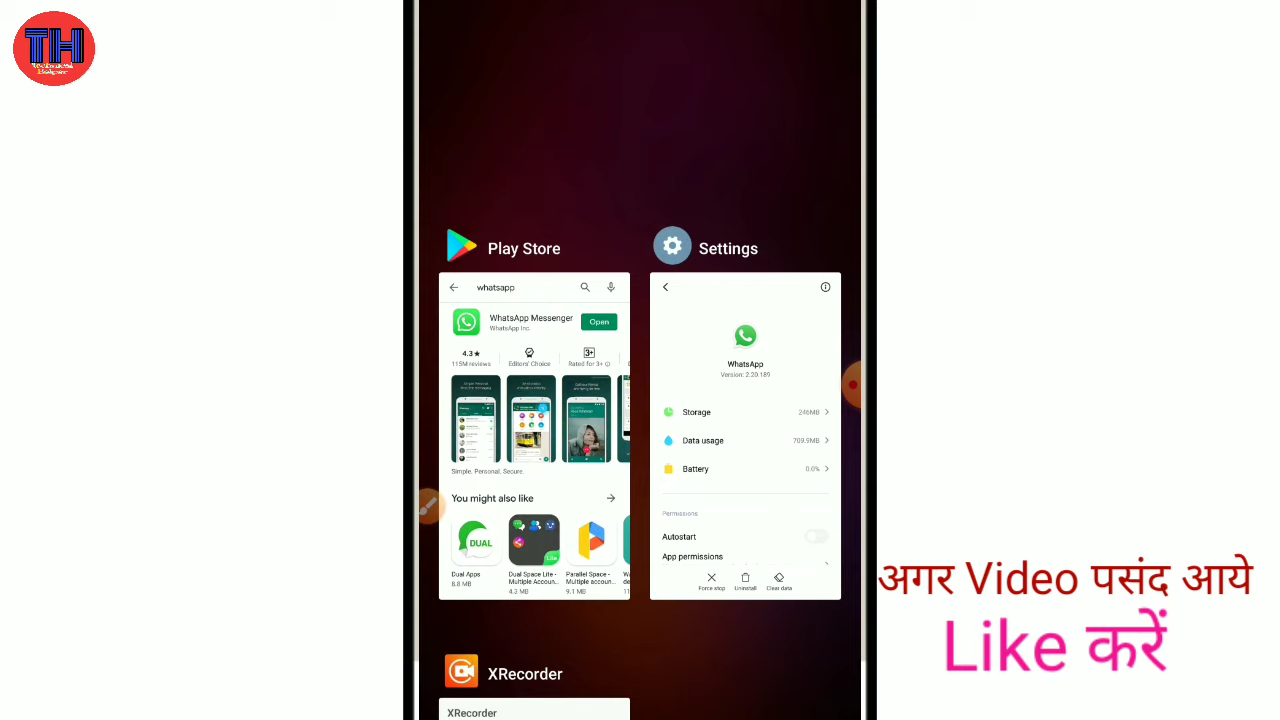 TH
Play Store
Settings
whatsapp
WhatsApp Messenger
WhatsApp Inc.
Open
4.3★
115M reviews
Editors' Choice
3+
Rated for 3+
Simple. Personal. Secure.
You might also like
DUAL
Lite
Dual Apps
8.8 MB
Dual Space Lite -
Multiple Accoun...
4.2 MB
Parallel Space -
Multiple accoun...
9.1 MB
WhatsApp
Version: 2.20.189
Storage
246MB
Data usage
709.9MB
Battery
0.0%
Permissions
Autostart
App permissions
Force stop
Uninstall
Clear data
XRecorder
XRecorder
अगर Video पसंद आये
Like करें